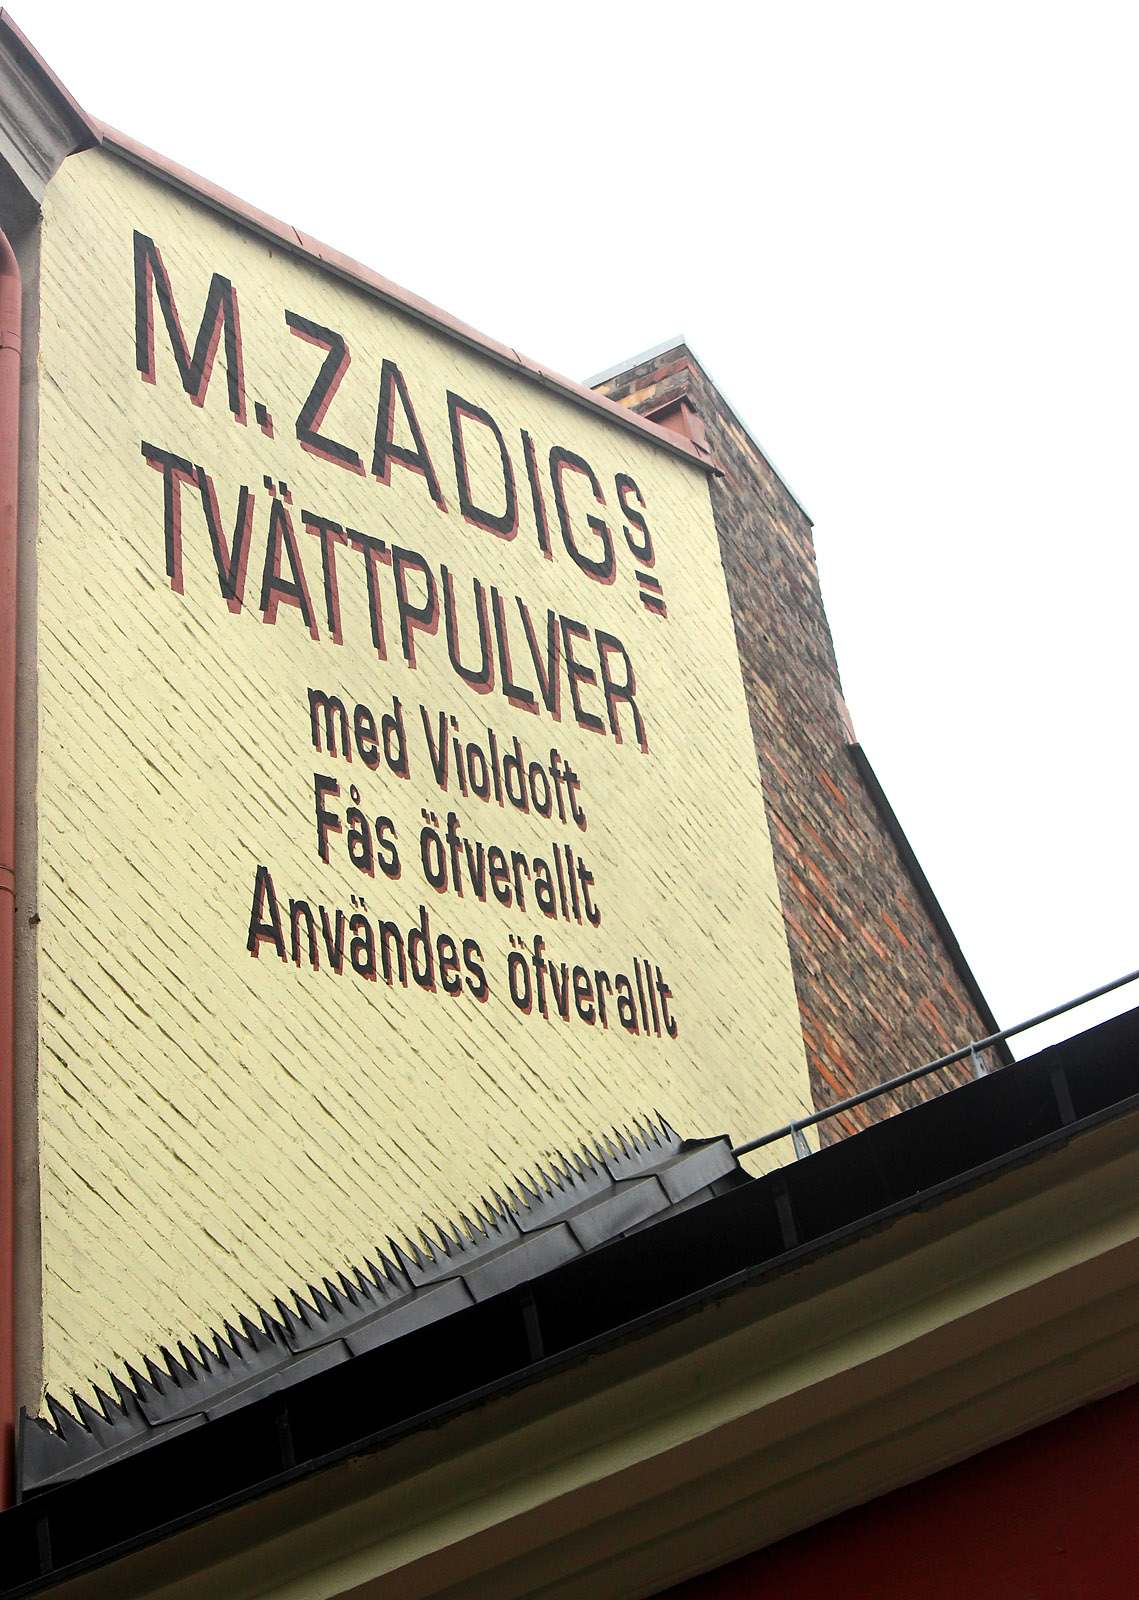 M. ZADIGS
TVÄTTPULVER
med Violdoft
Fås öfverallt
Användes öfverallt